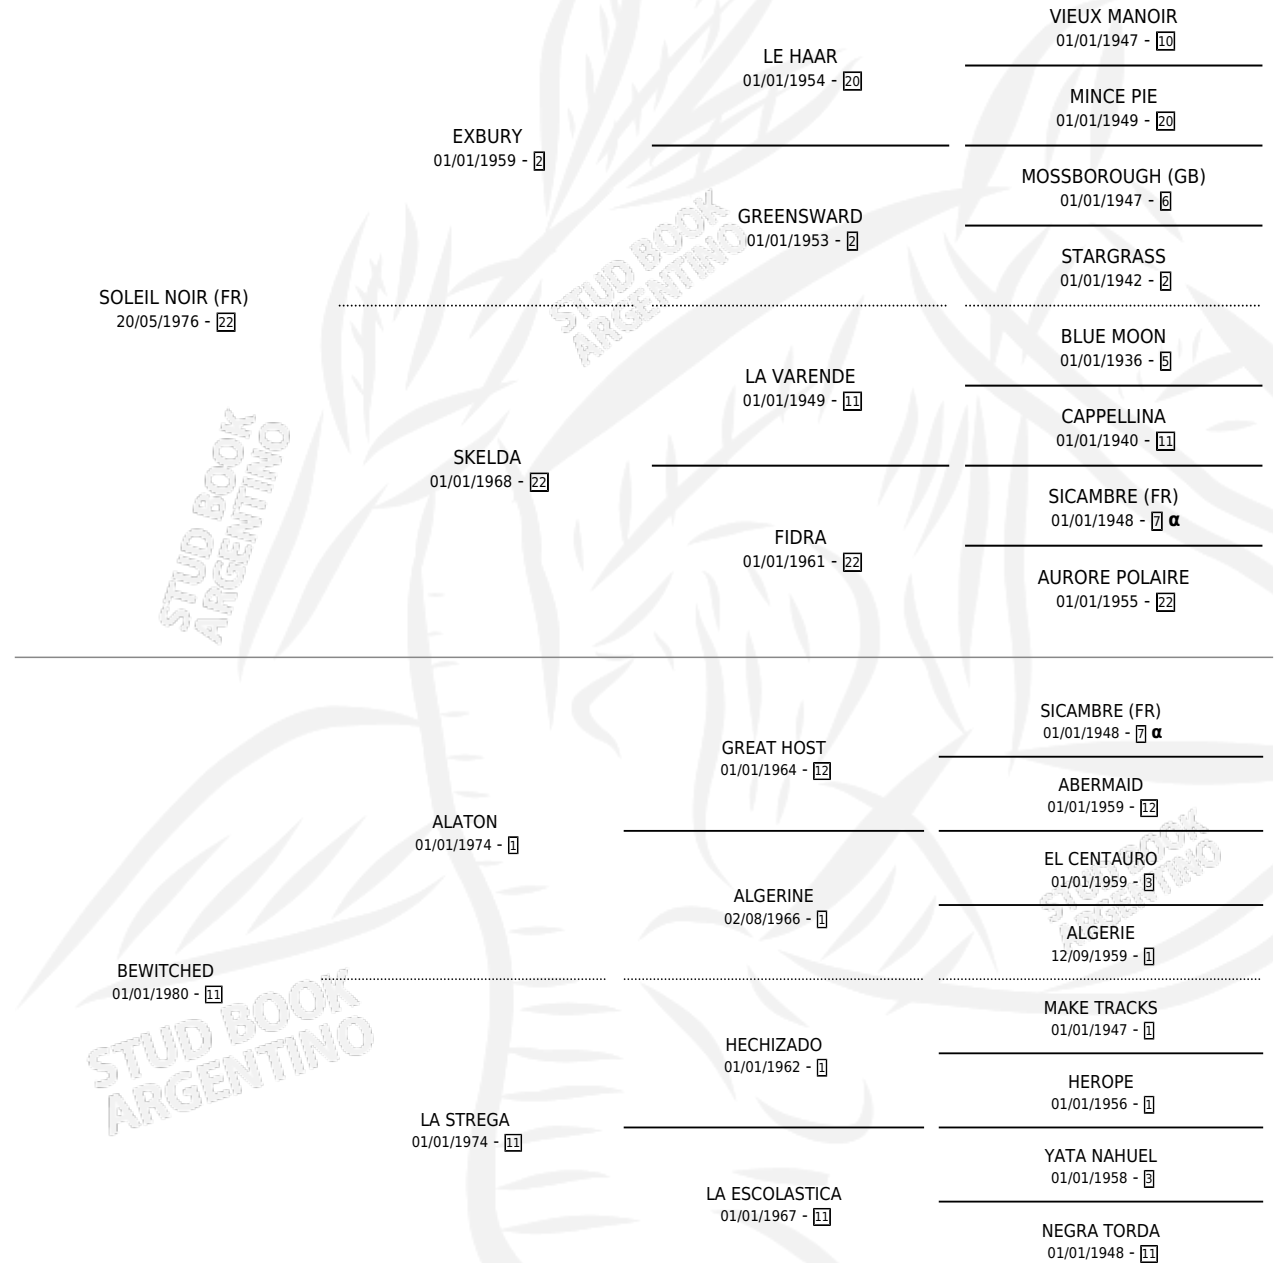 VIEUX MANOIR
01/01/1947 - 10
LE HAAR
01/01/1954 - 20
MINCE PIE
01/01/1949 - 20
EXBURY
01/01/1959 - 2
MOSSBOROUGH (GB)
01/01/1947 - 6
GREENSWARD
01/01/1953 - 2
STARGRASS
01/01/1942 - 2
SOLEIL NOIR (FR)
20/05/1976 - 22
BLUE MOON
01/01/1936 - 5
LA VARENDE
01/01/1949 - 11
CAPPELLINA
01/01/1940 - 11
SKELDA
01/01/1968 - 22
SICAMBRE (FR)
01/01/1948 - 7 α
FIDRA
01/01/1961 - 22
AURORE POLAIRE
01/01/1955 - 22
SICAMBRE (FR)
01/01/1948 - 7 α
GREAT HOST
01/01/1964 - 12
ABERMAID
01/01/1959 - 12
ALATON
01/01/1974 - 1
EL CENTAURO
01/01/1959 - 3
ALGERINE
02/08/1966 - 1
ALGERIE
12/09/1959 - 1
BEWITCHED
01/01/1980 - 11
MAKE TRACKS
01/01/1947 - 1
HECHIZADO
01/01/1962 - 1
HEROPE
01/01/1956 - 1
LA STREGA
01/01/1974 - 11
YATA NAHUEL
01/01/1958 - 3
LA ESCOLASTICA
01/01/1967 - 11
NEGRA TORDA
01/01/1948 - 11
STUD BOOK
ARGENTINO
STUD BOOK
ARGENTINO
STUD BOOK
ARGENTINO
STUD BOOK
ARGENTINO